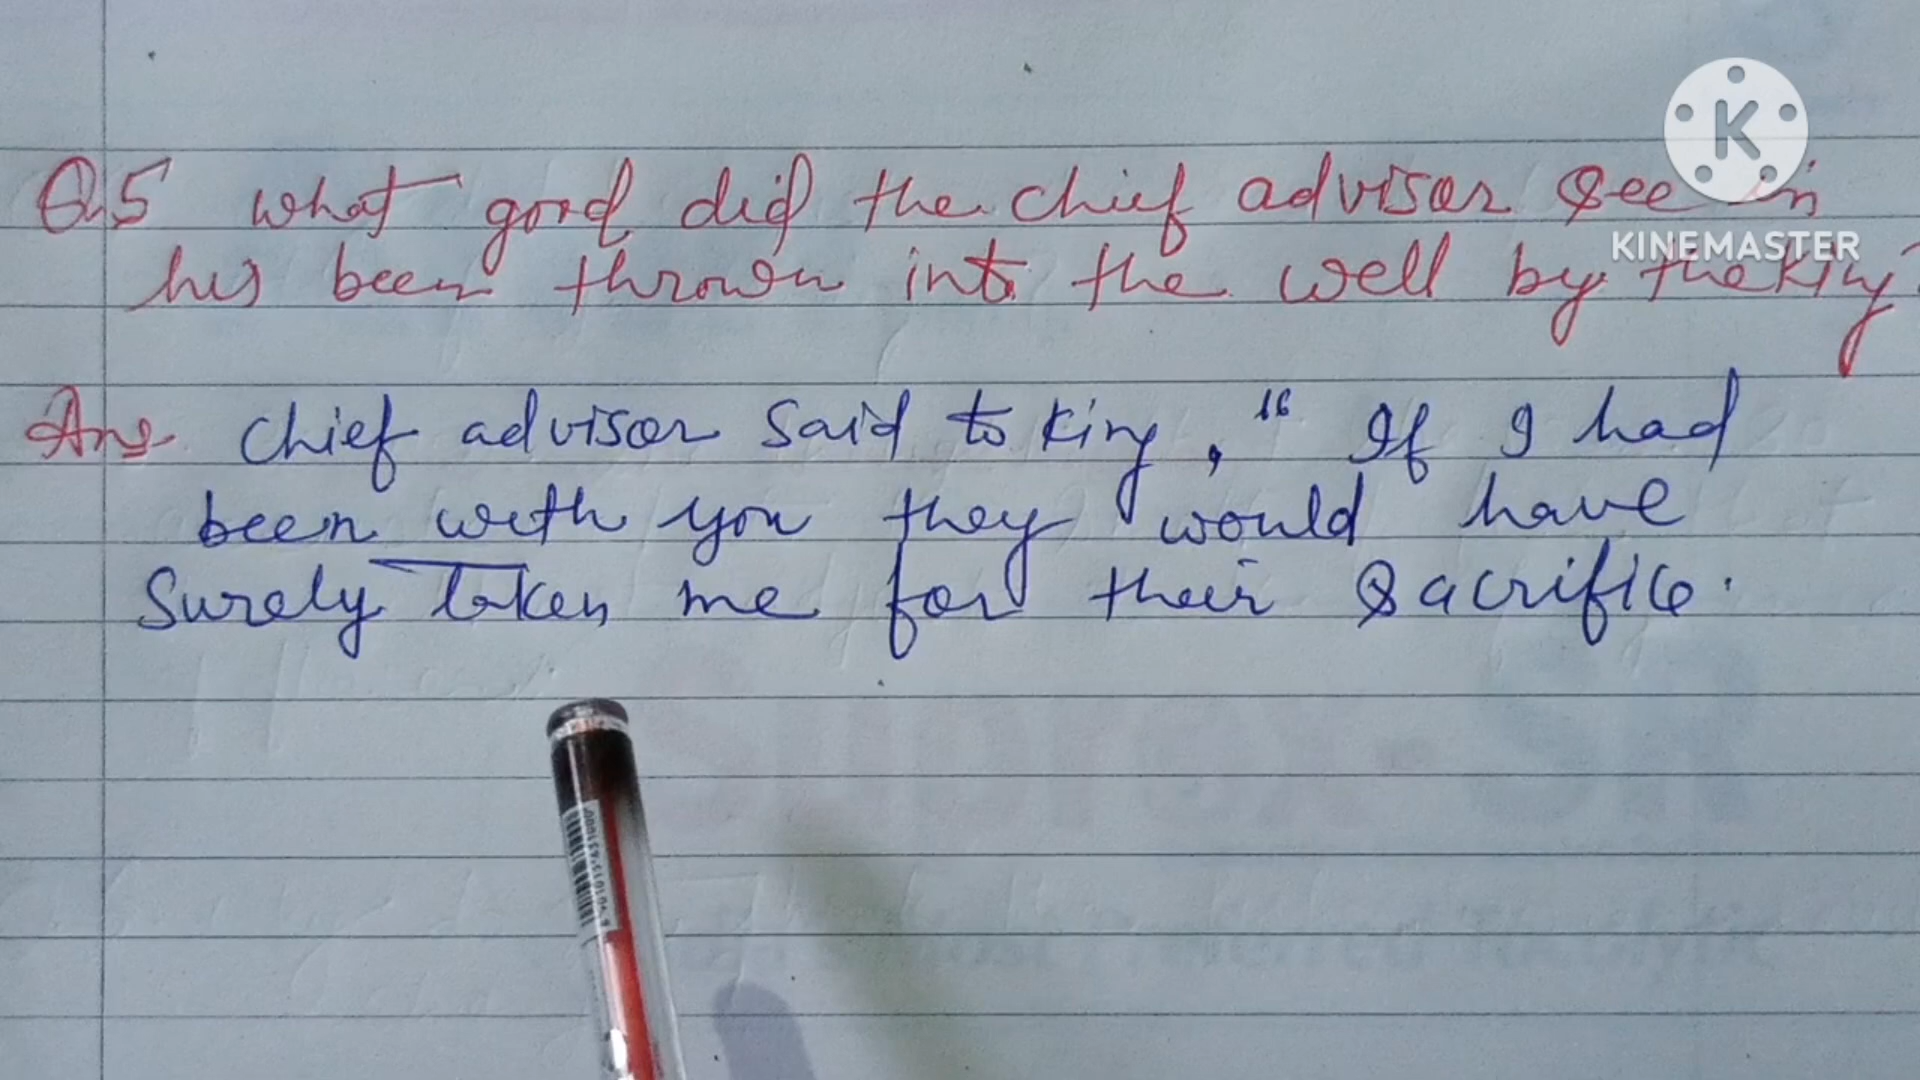 K
KINEMASTER
Q.5 what good did the chief advisor see in
his been thrown into the well by the king?
Ans Chief advisor said to king, " If I had
been with you they would have
Surely taken me for their Sacrifice.